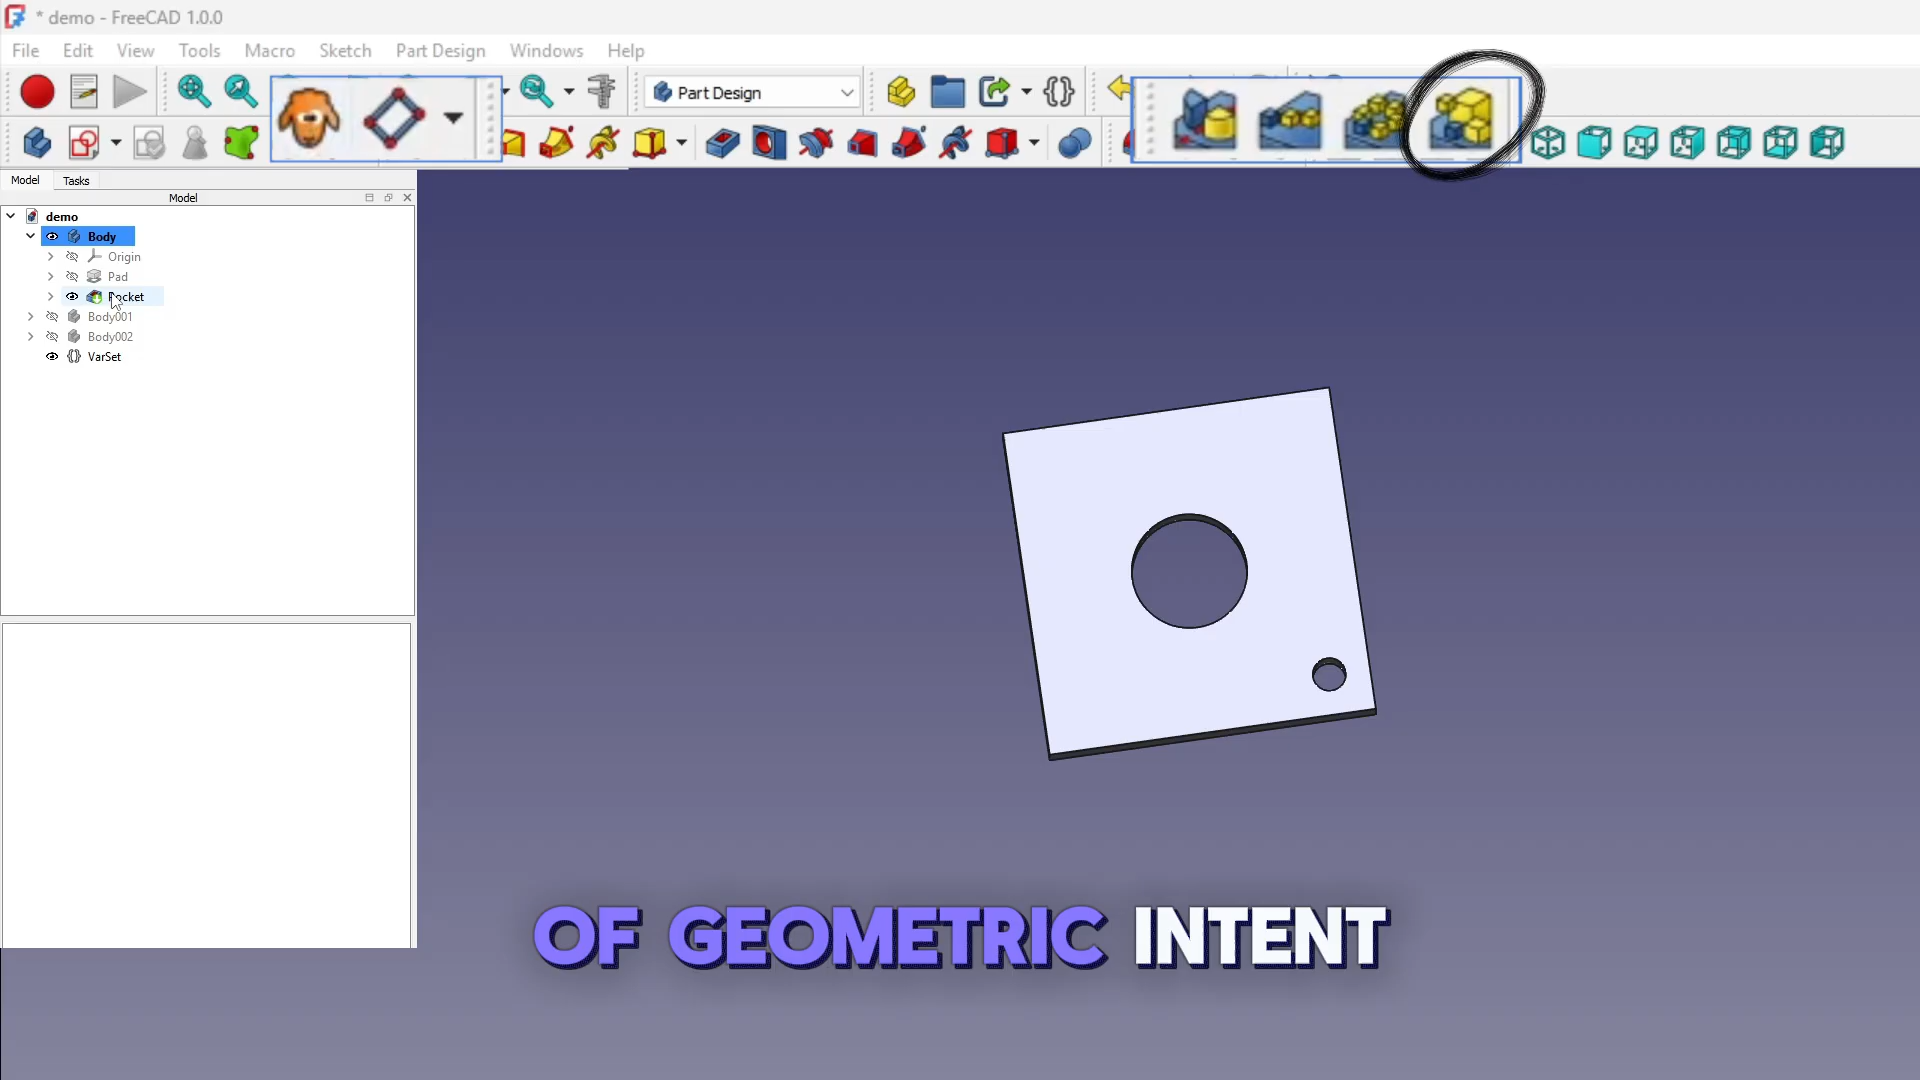 * demo - FreeCAD 1.0.0
File Edit View Tools Macro Sketch Part Design Windows Help
Part Design
Model Tasks
Model
demo
Body
Origin
Pad
Pocket
Body001
Body002
VarSet
OF GEOMETRIC INTENT